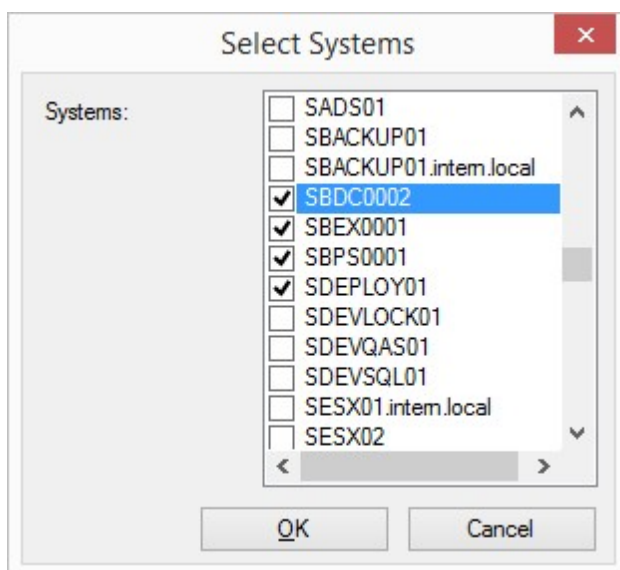 Select Systems
Systems:
SADS01
SBACKUP01
SBACKUP01.intern.local
SBDC0002
SBEX0001
SBPS0001
SDEPLOY01
SDEVLOCK01
SDEVQAS01
SDEVSQL01
SESX01.intern.local
SESX02
OK
Cancel